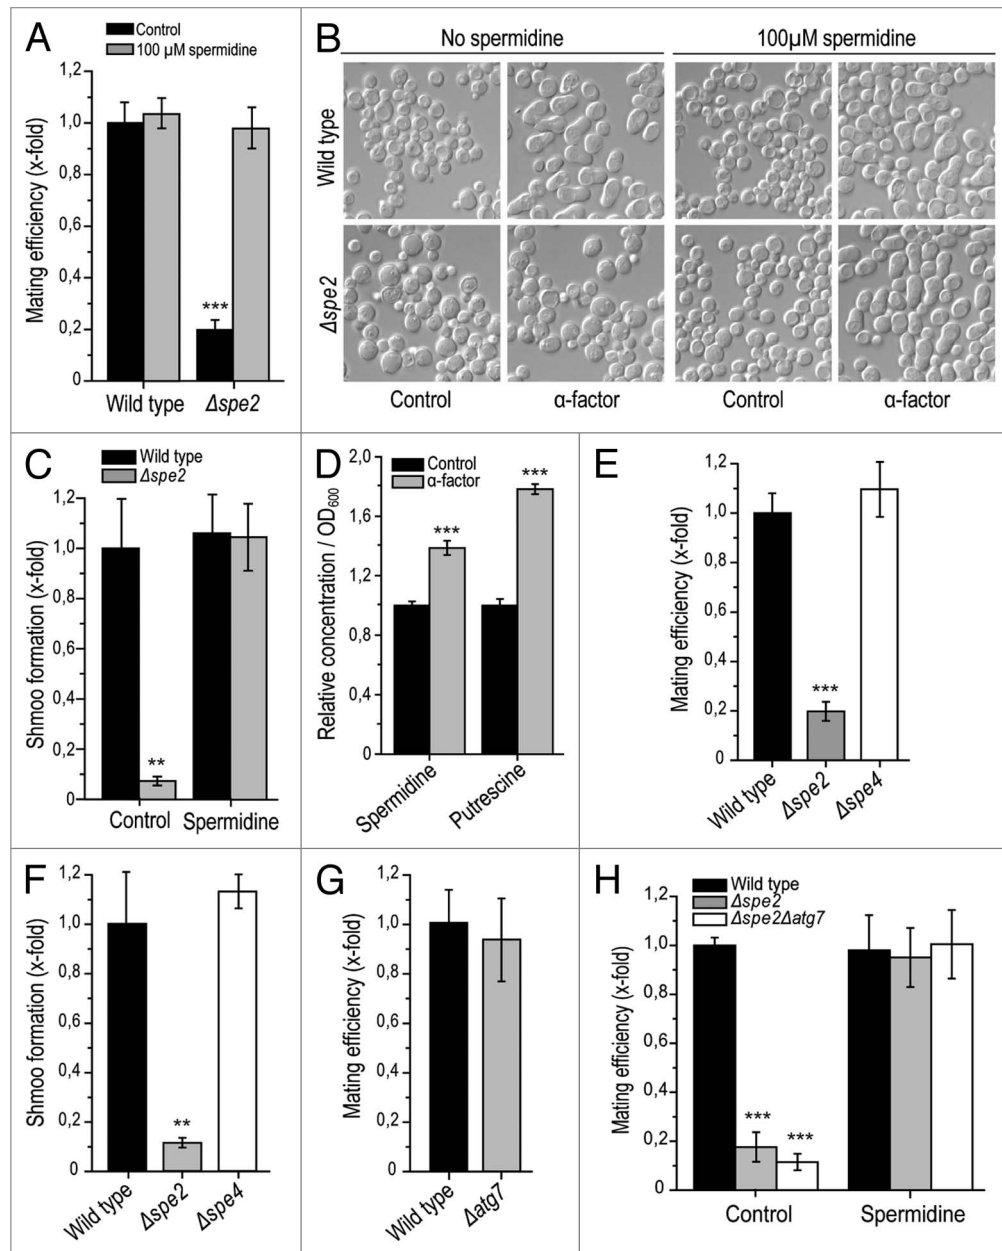 A
Control
100 µM spermidine
Mating efficiency (x-fold)
1,2
1,0
0,8
0,6
0,4
0,2
0
***
Wild type
Δspe2
B
No spermidine
100µM spermidine
Wild type
Δspe2
Control
α-factor
Control
α-factor
C
Wild type
Δspe2
Shmoo formation (x-fold)
1,2
1,0
0,8
0,6
0,4
0,2
0
**
Control
Spermidine
D
Control
α-factor
Relative concentration / OD600
2,0
1,6
1,2
0,8
0,4
0
***
***
Spermidine
Putrescine
E
Mating efficiency (x-fold)
1,2
1,0
0,8
0,6
0,4
0,2
0
***
Wild type
Δspe2
Δspe4
F
Shmoo formation (x-fold)
1,2
1,0
0,8
0,6
0,4
0,2
0
**
Wild type
Δspe2
Δspe4
G
Mating efficiency (x-fold)
1,2
1,0
0,8
0,6
0,4
0,2
0
Wild type
Δatg7
H
Wild type
Δspe2
Δspe2Δatg7
Mating efficiency (x-fold)
1,2
1,0
0,8
0,6
0,4
0,2
0
***
***
Control
Spermidine